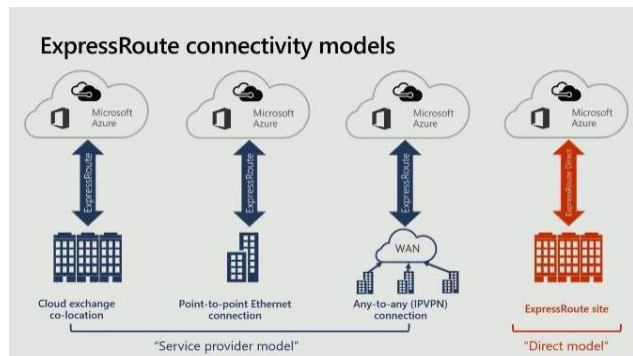 ExpressRoute connectivity models
Microsoft
Azure
Microsoft
Azure
Microsoft
Azure
Microsoft
Azure
ExpressRoute
ExpressRoute
ExpressRoute
ExpressRoute Direct
WAN
Cloud exchange
co-location
Point-to-point Ethernet
connection
Any-to-any (IPVPN)
connection
ExpressRoute site
"Service provider model"
"Direct model"